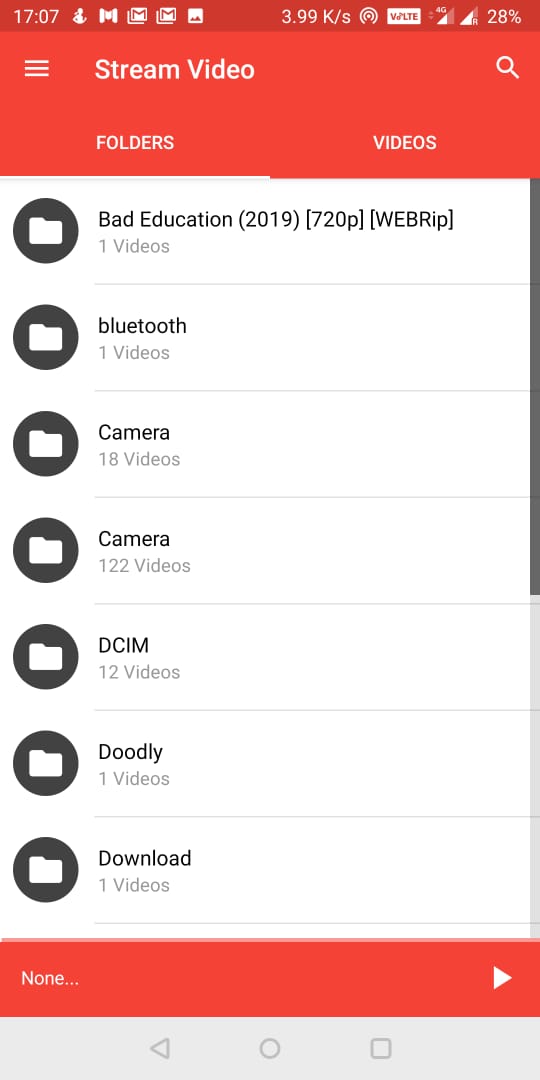 17:07 3.99 K/s VoLTE 4G R 28%
Stream Video
FOLDERS VIDEOS
Bad Education (2019) [720p] [WEBRip]
1 Videos
bluetooth
1 Videos
Camera
18 Videos
Camera
122 Videos
DCIM
12 Videos
Doodly
1 Videos
Download
1 Videos
None...